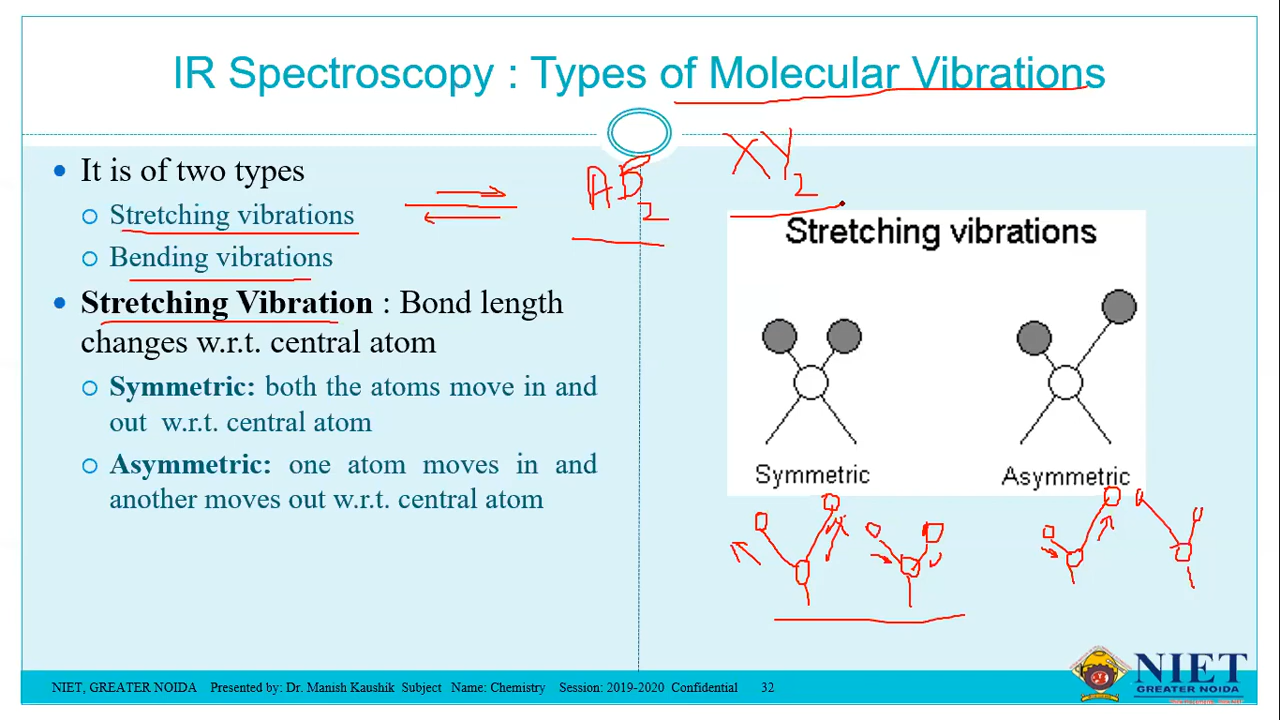 IR Spectroscopy : Types of Molecular Vibrations
It is of two types
Stretching vibrations
Bending vibrations
Stretching Vibration : Bond length
changes w.r.t. central atom
Symmetric: both the atoms move in and
out w.r.t. central atom
Asymmetric: one atom moves in and
another moves out w.r.t. central atom
AB2
XY2
Stretching vibrations
Symmetric
Asymmetric
NIET, GREATER NOIDA Presented by: Dr. Manish Kaushik Subject Name: Chemistry Session: 2019-2020 Confidential 32
NIET
GREATER NOIDA